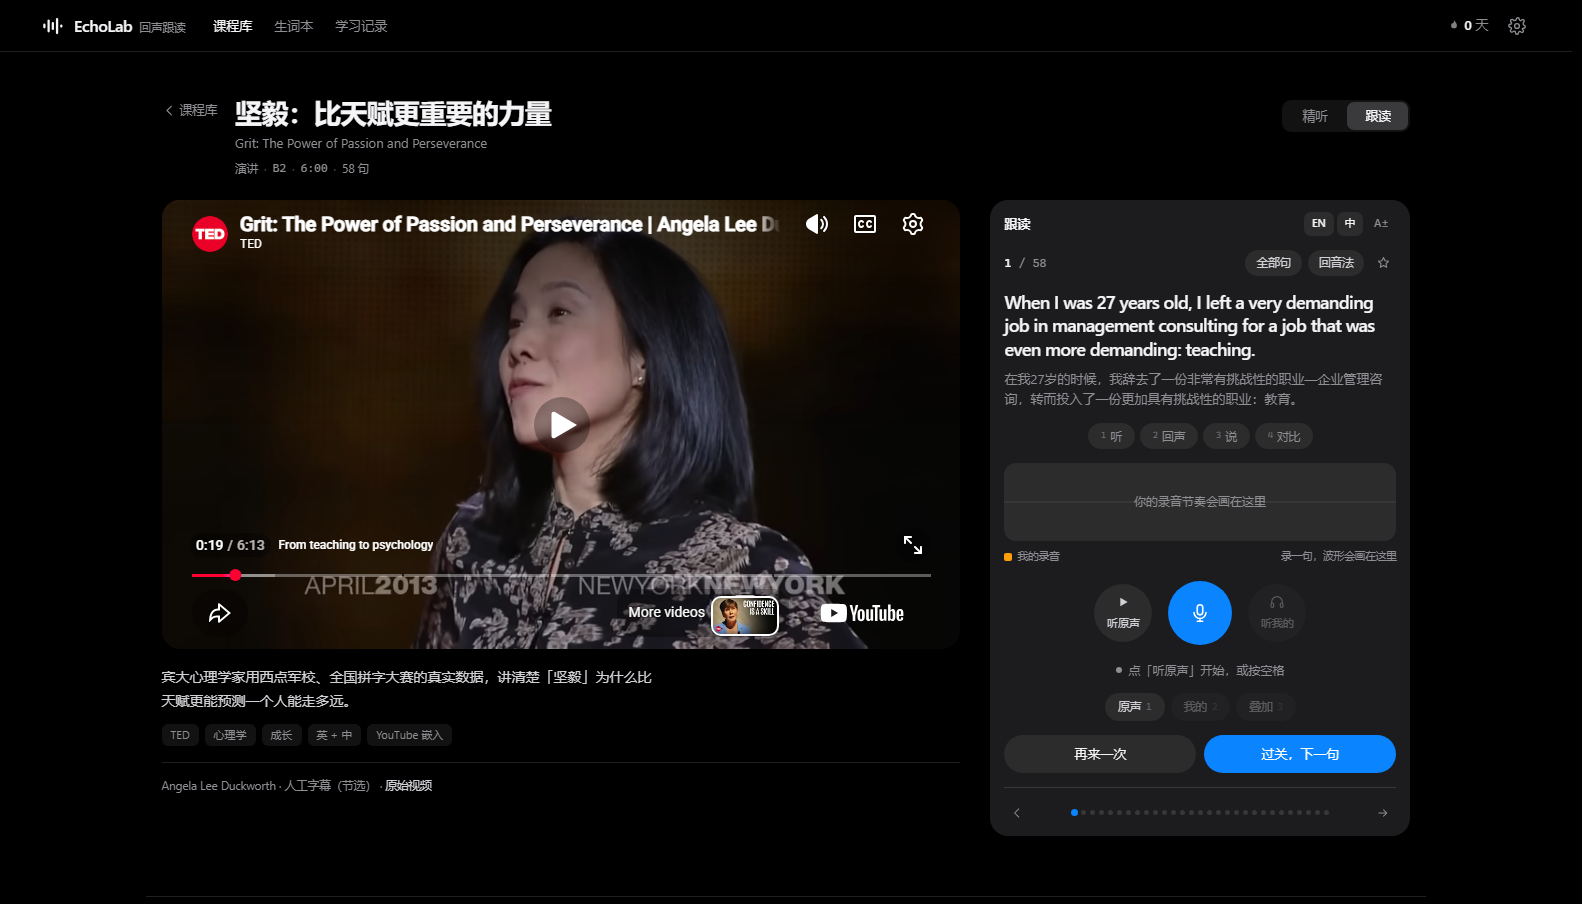 EchoLab 回声跟读 课程库 生词本 学习记录 0 天
课程库
坚毅：比天赋更重要的力量
Grit: The Power of Passion and Perseverance
演讲 · B2 · 6:00 · 58 句
精听 跟读
TED
Grit: The Power of Passion and Perseverance | Angela Lee Du
TED
CC
0:19 / 6:13 From teaching to psychology
APRIL2013 NEWYORKNEWYORK
More videos
CONFIDENCE
IS A SKILL
YouTube
宾大心理学家用西点军校、全国拼字大赛的真实数据，讲清楚「坚毅」为什么比
天赋更能预测一个人能走多远。
TED 心理学 成长 英 + 中 YouTube 嵌入
Angela Lee Duckworth · 人工字幕（节选） · 原始视频
跟读 EN 中 A±
1 / 58 全部句 回音法
When I was 27 years old, I left a very demanding
job in management consulting for a job that was
even more demanding: teaching.
在我27岁的时候，我辞去了一份非常有挑战性的职业—企业管理咨
询，转而投入了一份更加具有挑战性的职业：教育。
1 听 2 回声 3 说 4 对比
你的录音节奏会画在这里
我的录音 录一句，波形会画在这里
听原声 听我的
点「听原声」开始，或按空格
原声 1 我的 2 叠加 3
再来一次 过关，下一句